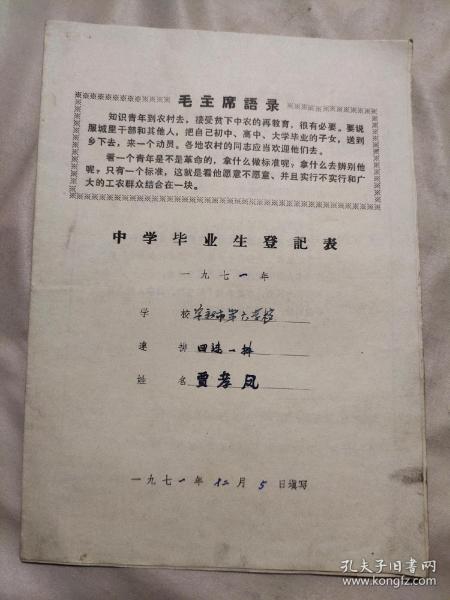 毛主席語录
知识青年到农村去，接受贫下中农的再教育，很有必要。要说
服城里干部和其他人，把自己初中、高中、大学毕业的子女，送到
乡下去，来一个动员。各地农村的同志应当欢迎他们去。
看一个青年是不是革命的，拿什么做标准呢？拿什么去辨别他
呢？只有一个标准，这就是看他愿意不愿意、并且实行不实行和广
大的工农群众结合在一块。
中学毕业生登記表
一九七一年
学校 市第六学校
連排 四連一排
姓名 贾孝凤
一九七一年 12 月 5 日填写
孔夫子旧书网
www.kongfz.com